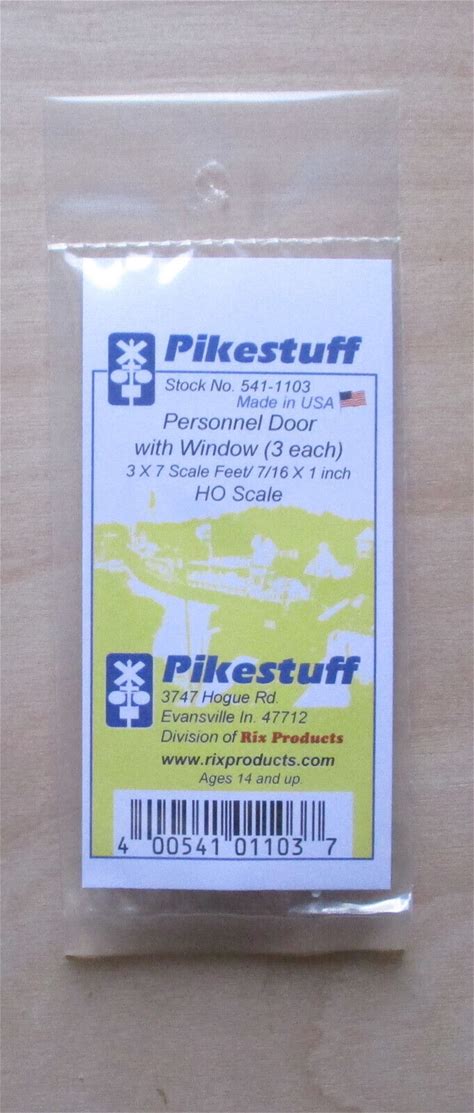 Pikestuff
Stock No. 541-1103
Made in USA
Personnel Door
with Window (3 each)
3 X 7 Scale Feet/ 7/16 X 1 inch
HO Scale
Pikestuff
3747 Hogue Rd.
Evansville In. 47712
Division of Rix Products
www.rixproducts.com
Ages 14 and up.
4 00541 01103 7